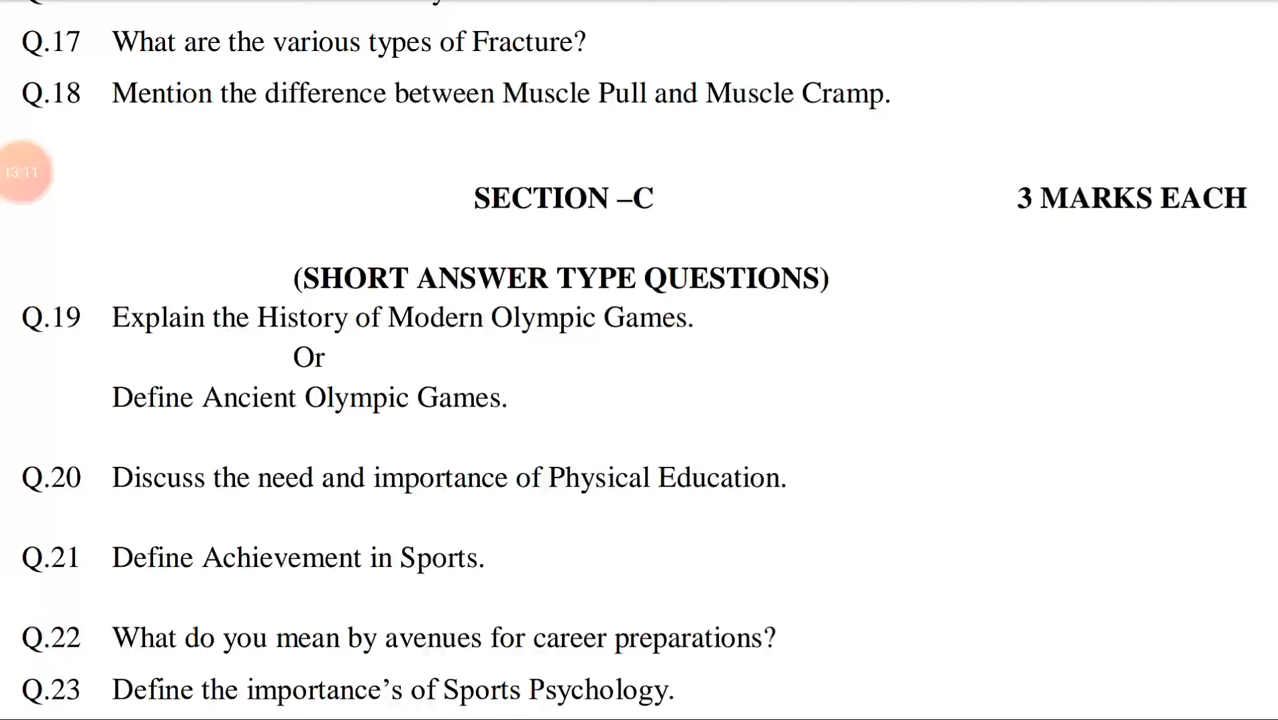 Q.17 What are the various types of Fracture?
Q.18 Mention the difference between Muscle Pull and Muscle Cramp.
13:11
SECTION –C 3 MARKS EACH
(SHORT ANSWER TYPE QUESTIONS)
Q.19 Explain the History of Modern Olympic Games.
Or
Define Ancient Olympic Games.
Q.20 Discuss the need and importance of Physical Education.
Q.21 Define Achievement in Sports.
Q.22 What do you mean by avenues for career preparations?
Q.23 Define the importance’s of Sports Psychology.